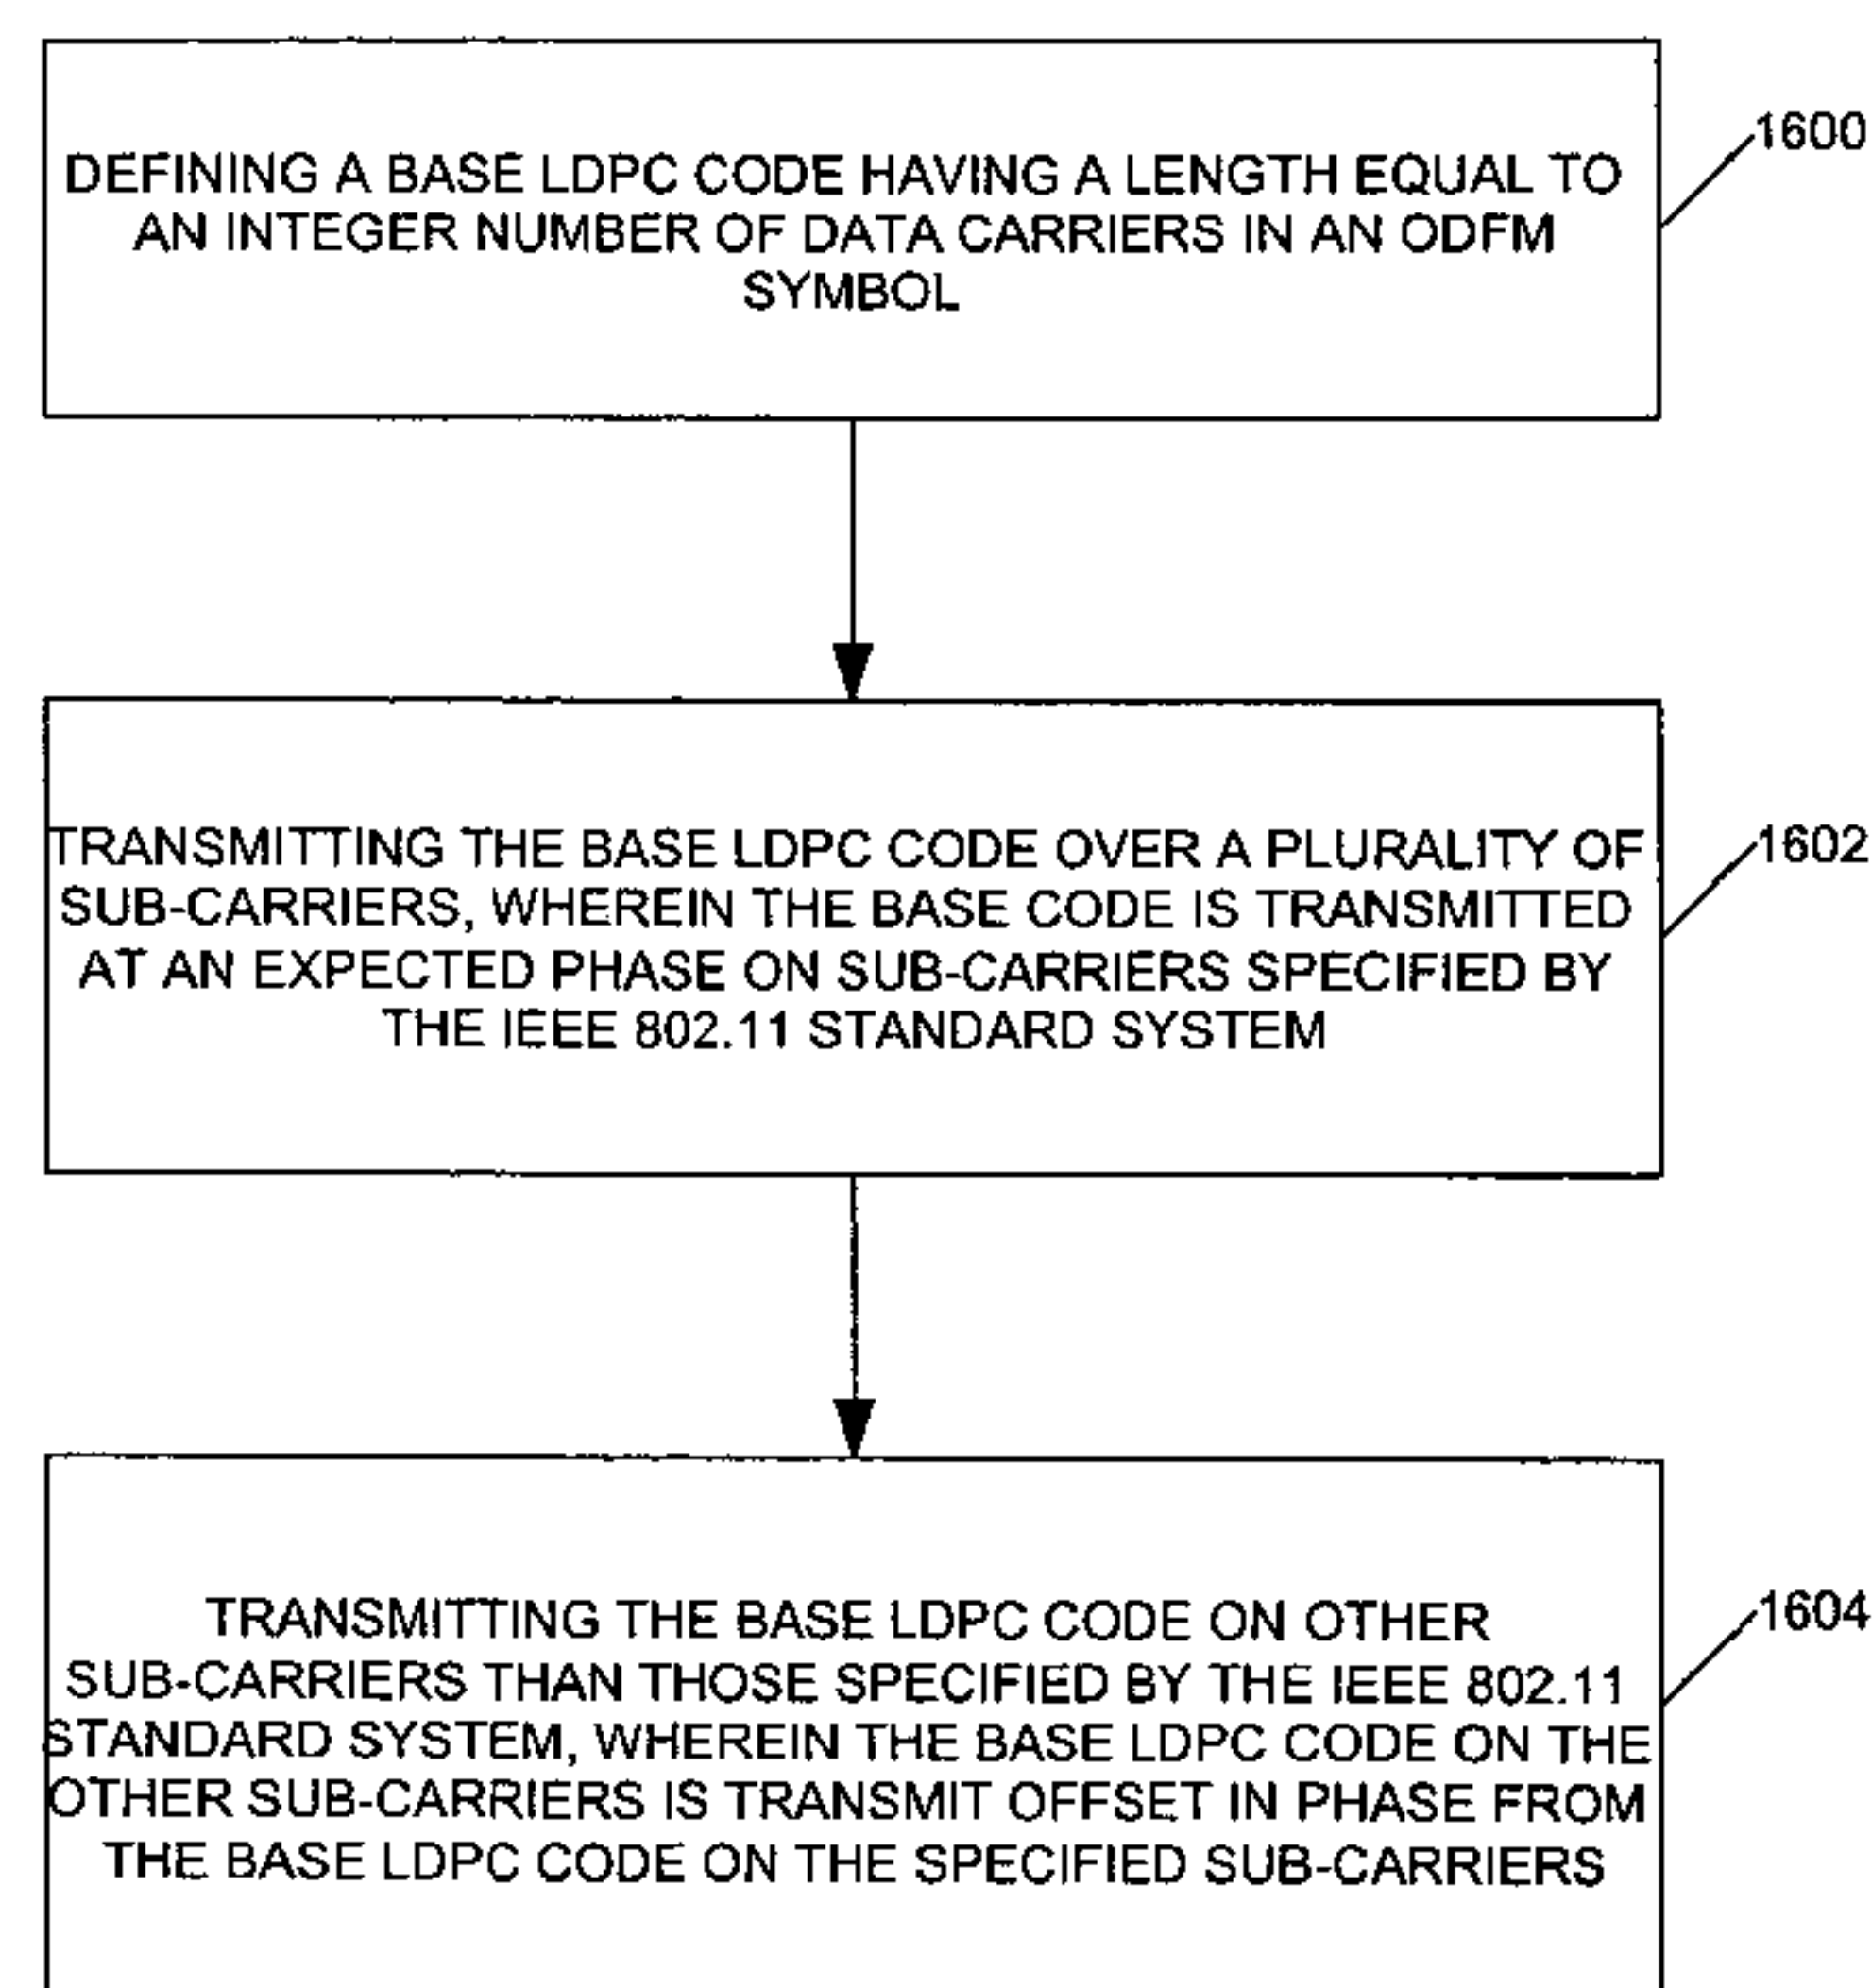 DEFINING A BASE LDPC CODE HAVING A LENGTH EQUAL TO
AN INTEGER NUMBER OF DATA CARRIERS IN AN ODFM
SYMBOL
1600
TRANSMITTING THE BASE LDPC CODE OVER A PLURALITY OF
SUB-CARRIERS, WHEREIN THE BASE CODE IS TRANSMITTED
AT AN EXPECTED PHASE ON SUB-CARRIERS SPECIFIED BY
THE IEEE 802.11 STANDARD SYSTEM
1602
TRANSMITTING THE BASE LDPC CODE ON OTHER
SUB-CARRIERS THAN THOSE SPECIFIED BY THE IEEE 802.11
STANDARD SYSTEM, WHEREIN THE BASE LDPC CODE ON THE
OTHER SUB-CARRIERS IS TRANSMIT OFFSET IN PHASE FROM
THE BASE LDPC CODE ON THE SPECIFIED SUB-CARRIERS
1604